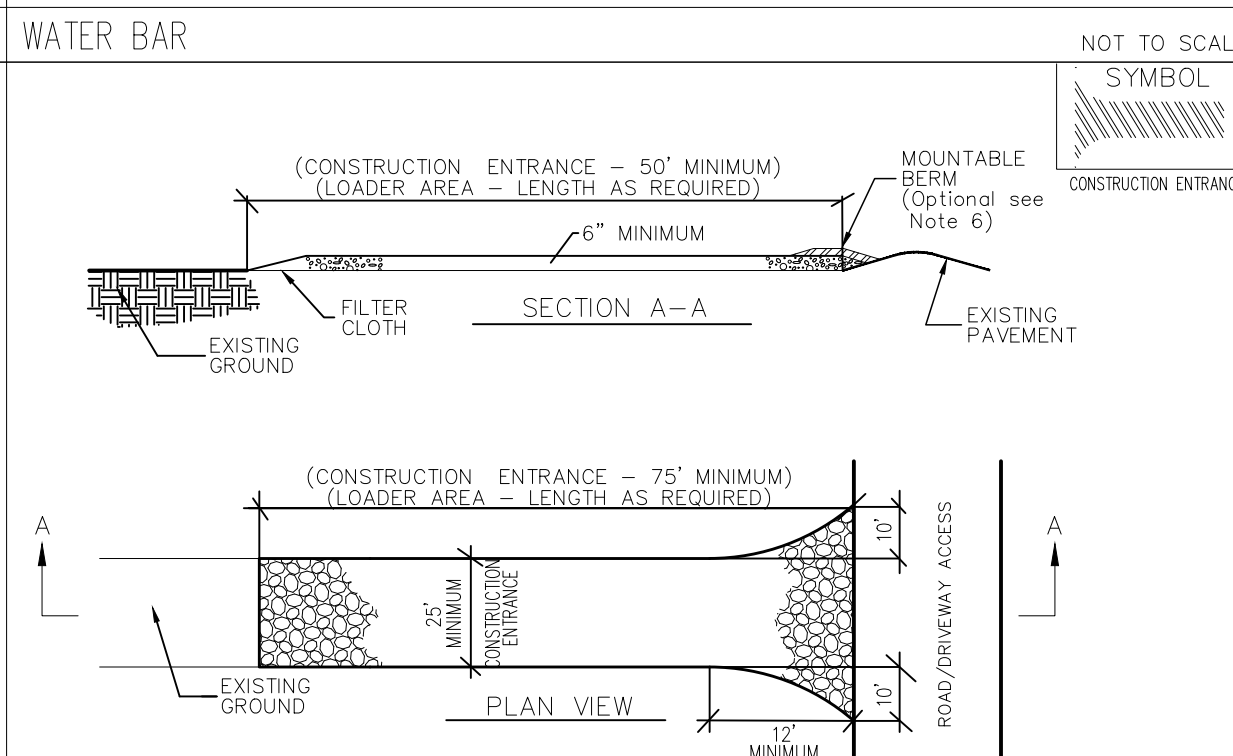 WATER BAR
NOT TO SCAL
SYMBOL
CONSTRUCTION ENTRANC
(CONSTRUCTION ENTRANCE – 50' MINIMUM)
(LOADER AREA – LENGTH AS REQUIRED)
MOUNTABLE
BERM
(Optional see
Note 6)
6" MINIMUM
FILTER
CLOTH
SECTION A–A
EXISTING
PAVEMENT
EXISTING
GROUND
(CONSTRUCTION ENTRANCE – 75' MINIMUM)
(LOADER AREA – LENGTH AS REQUIRED)
A
10'
ROAD/DRIVEWAY ACCESS
A
25'
MINIMUM
CONSTRUCTION
ENTRANCE
EXISTING
GROUND
PLAN VIEW
10'
12'
MINIMUM